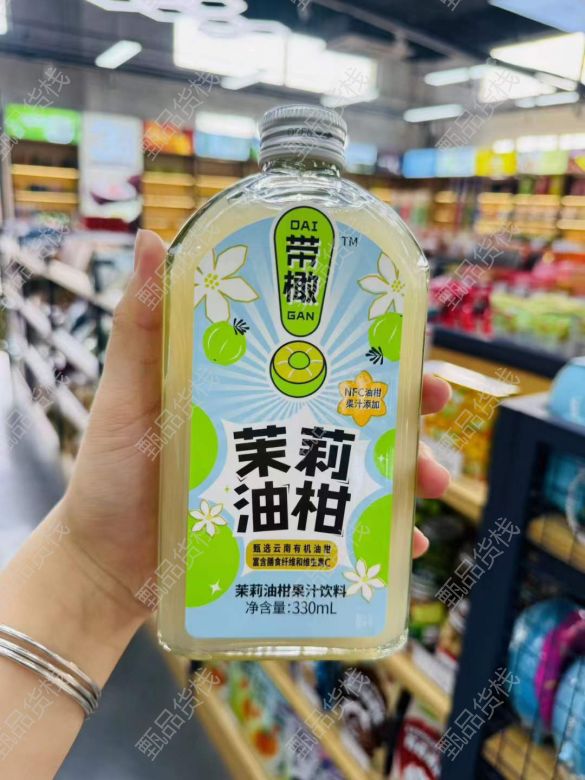 DAI
带
橄
GAN
TM
NFC油柑
果汁添加
茉莉
油柑
甄选云南有机油柑
富含膳食纤维和维生素C
茉莉油柑果汁饮料
净含量:330mL
甄品货栈